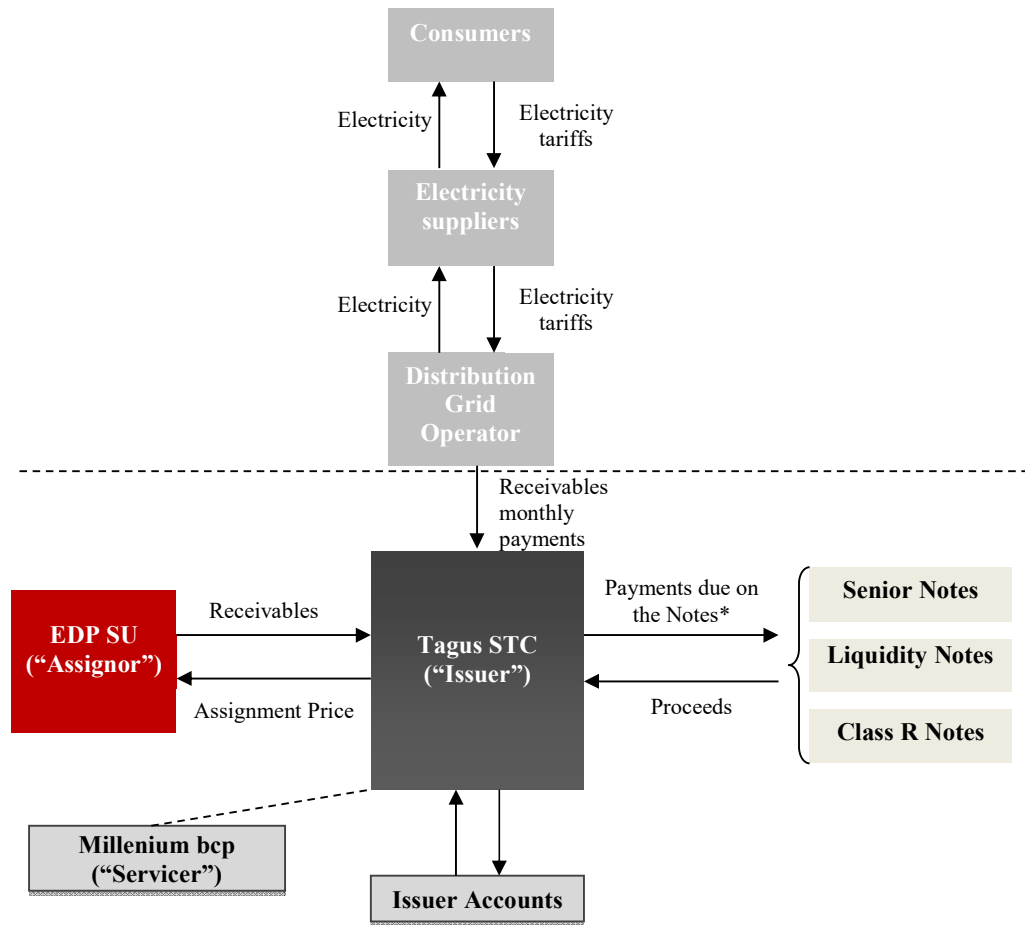 Consumers
Electricity
Electricity
tariffs
Electricity
suppliers
Electricity
Electricity
tariffs
Distribution
Grid
Operator
Receivables
monthly
payments
EDP SU
(“Assignor”)
Receivables
Assignment Price
Tagus STC
(“Issuer”)
Payments due on
the Notes*
Proceeds
Senior Notes
Liquidity Notes
Class R Notes
Millenium bcp
(“Servicer”)
Issuer Accounts